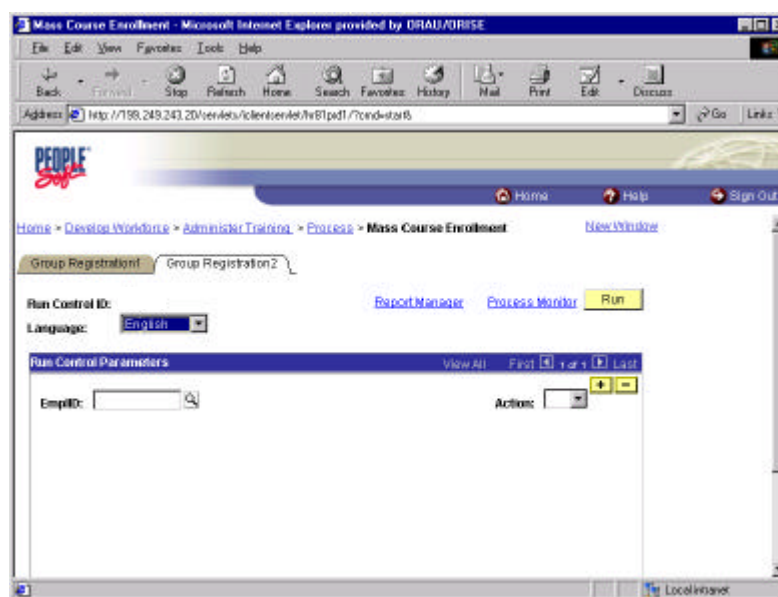 Mass Course Enrollment - Microsoft Internet Explorer provided by ORAU/ORISE
File Edit View Favorites Tools Help
Back Forward Stop Refresh Home Search Favorites History Mail Print Edit Discuss
Address http://199.249.243.20/servlets/iclientservlet/hr81prd1/?cmd=start& Go Links
PEOPLE Soft
Home Help Sign Out
Home > Develop Workforce > Administer Training > Process > Mass Course Enrollment New Window
Group Registration1 Group Registration2
Run Control ID: Report Manager Process Monitor Run
Language: English
Run Control Parameters View All First 1 of 1 Last
+ -
EmplID: Action:
Local intranet